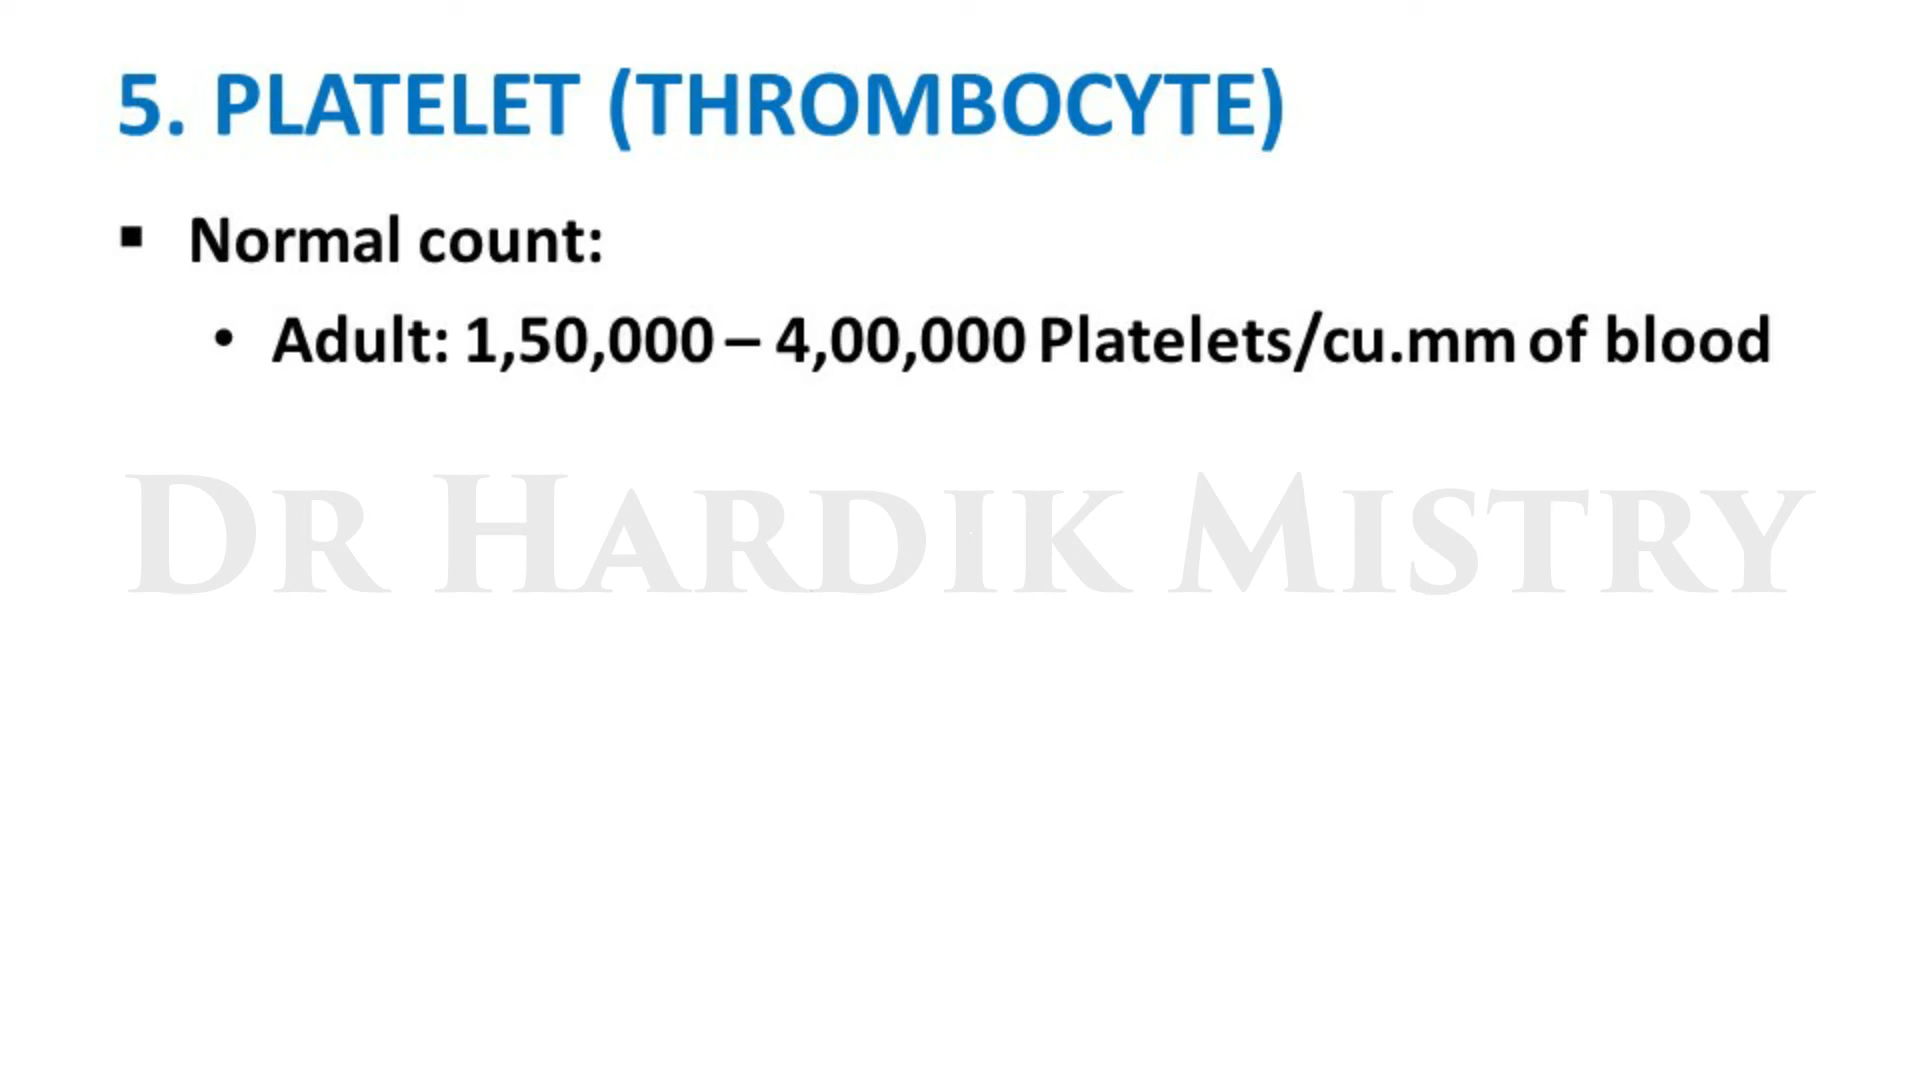 5. PLATELET (THROMBOCYTE)
▪ Normal count:
• Adult: 1,50,000 – 4,00,000 Platelets/cu.mm of blood
DR HARDIK MISTRY